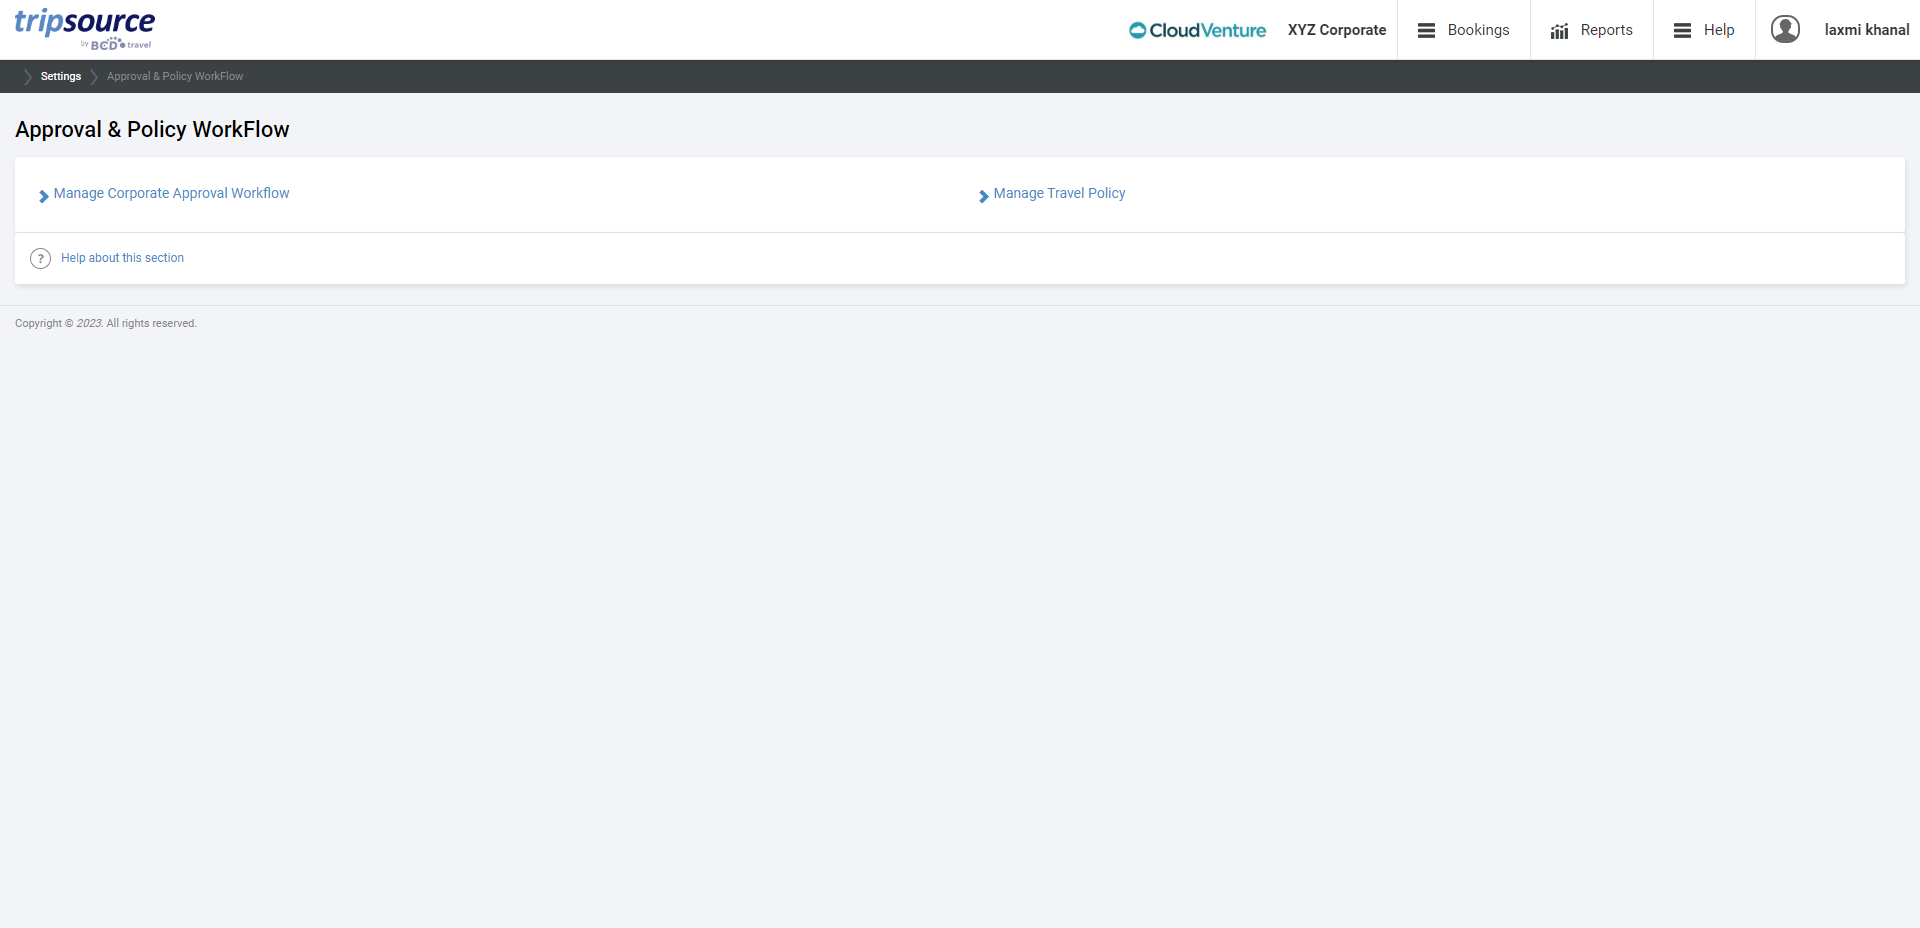 tripsource
by BCD travel
CloudVenture
XYZ Corporate
Bookings
Reports
Help
laxmi khanal
Settings
Approval & Policy WorkFlow
Approval & Policy WorkFlow
Manage Corporate Approval Workflow
Manage Travel Policy
? Help about this section
Copyright © 2023. All rights reserved.